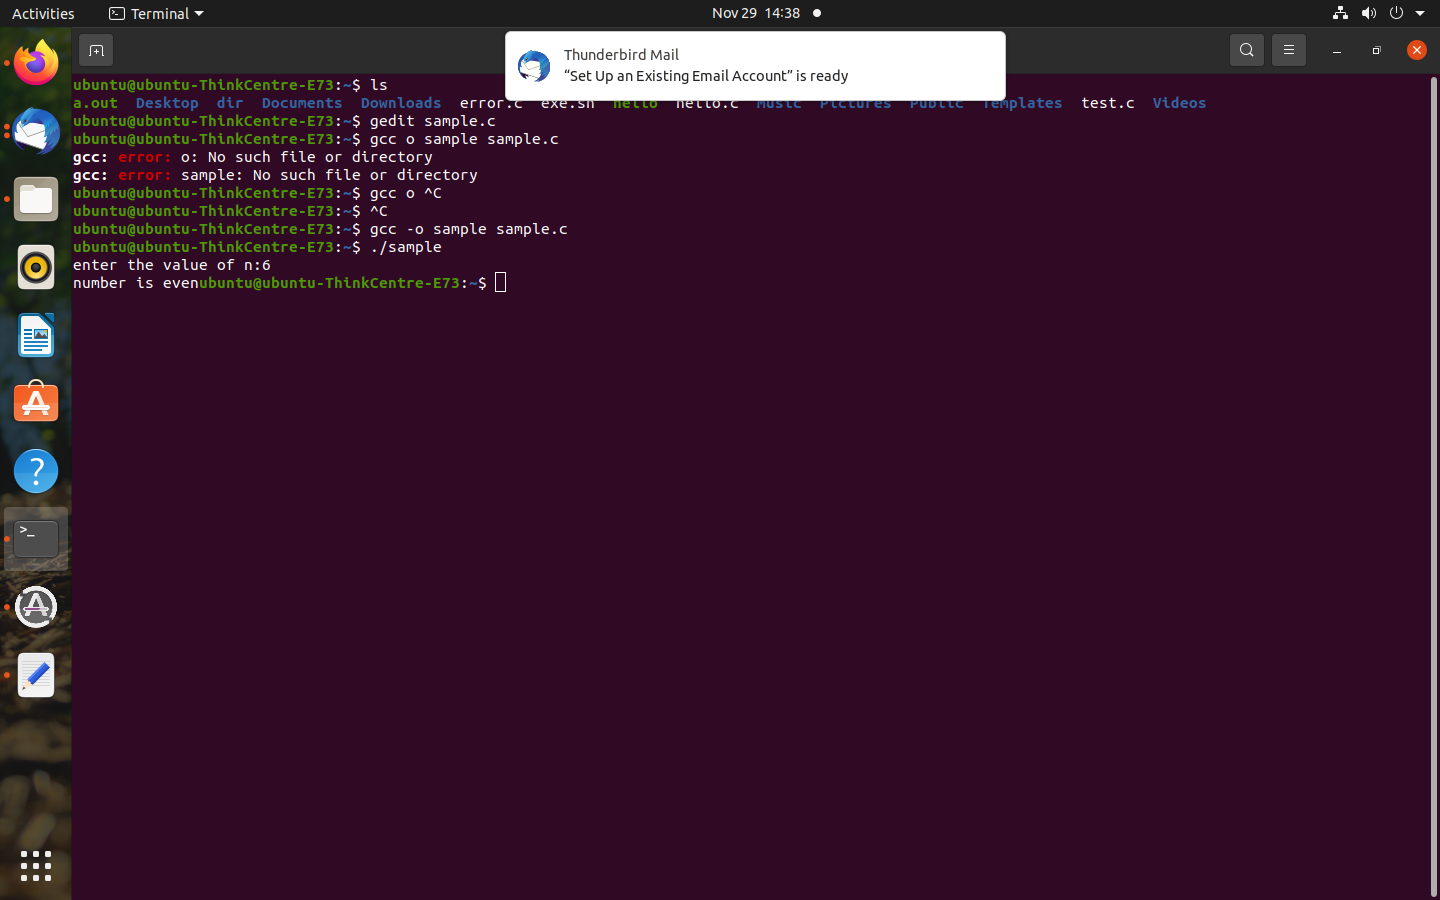 Activities Terminal Nov 29 14:38
Thunderbird Mail
“Set Up an Existing Email Account” is ready
ubuntu@ubuntu-ThinkCentre-E73:~$ ls
a.out Desktop dir Documents Downloads error.c exe.sh hello hello.c Music Pictures Public Templates test.c Videos
ubuntu@ubuntu-ThinkCentre-E73:~$ gedit sample.c
ubuntu@ubuntu-ThinkCentre-E73:~$ gcc o sample sample.c
gcc: error: o: No such file or directory
gcc: error: sample: No such file or directory
ubuntu@ubuntu-ThinkCentre-E73:~$ gcc o ^C
ubuntu@ubuntu-ThinkCentre-E73:~$ ^C
ubuntu@ubuntu-ThinkCentre-E73:~$ gcc -o sample sample.c
ubuntu@ubuntu-ThinkCentre-E73:~$ ./sample
enter the value of n:6
number is evenubuntu@ubuntu-ThinkCentre-E73:~$